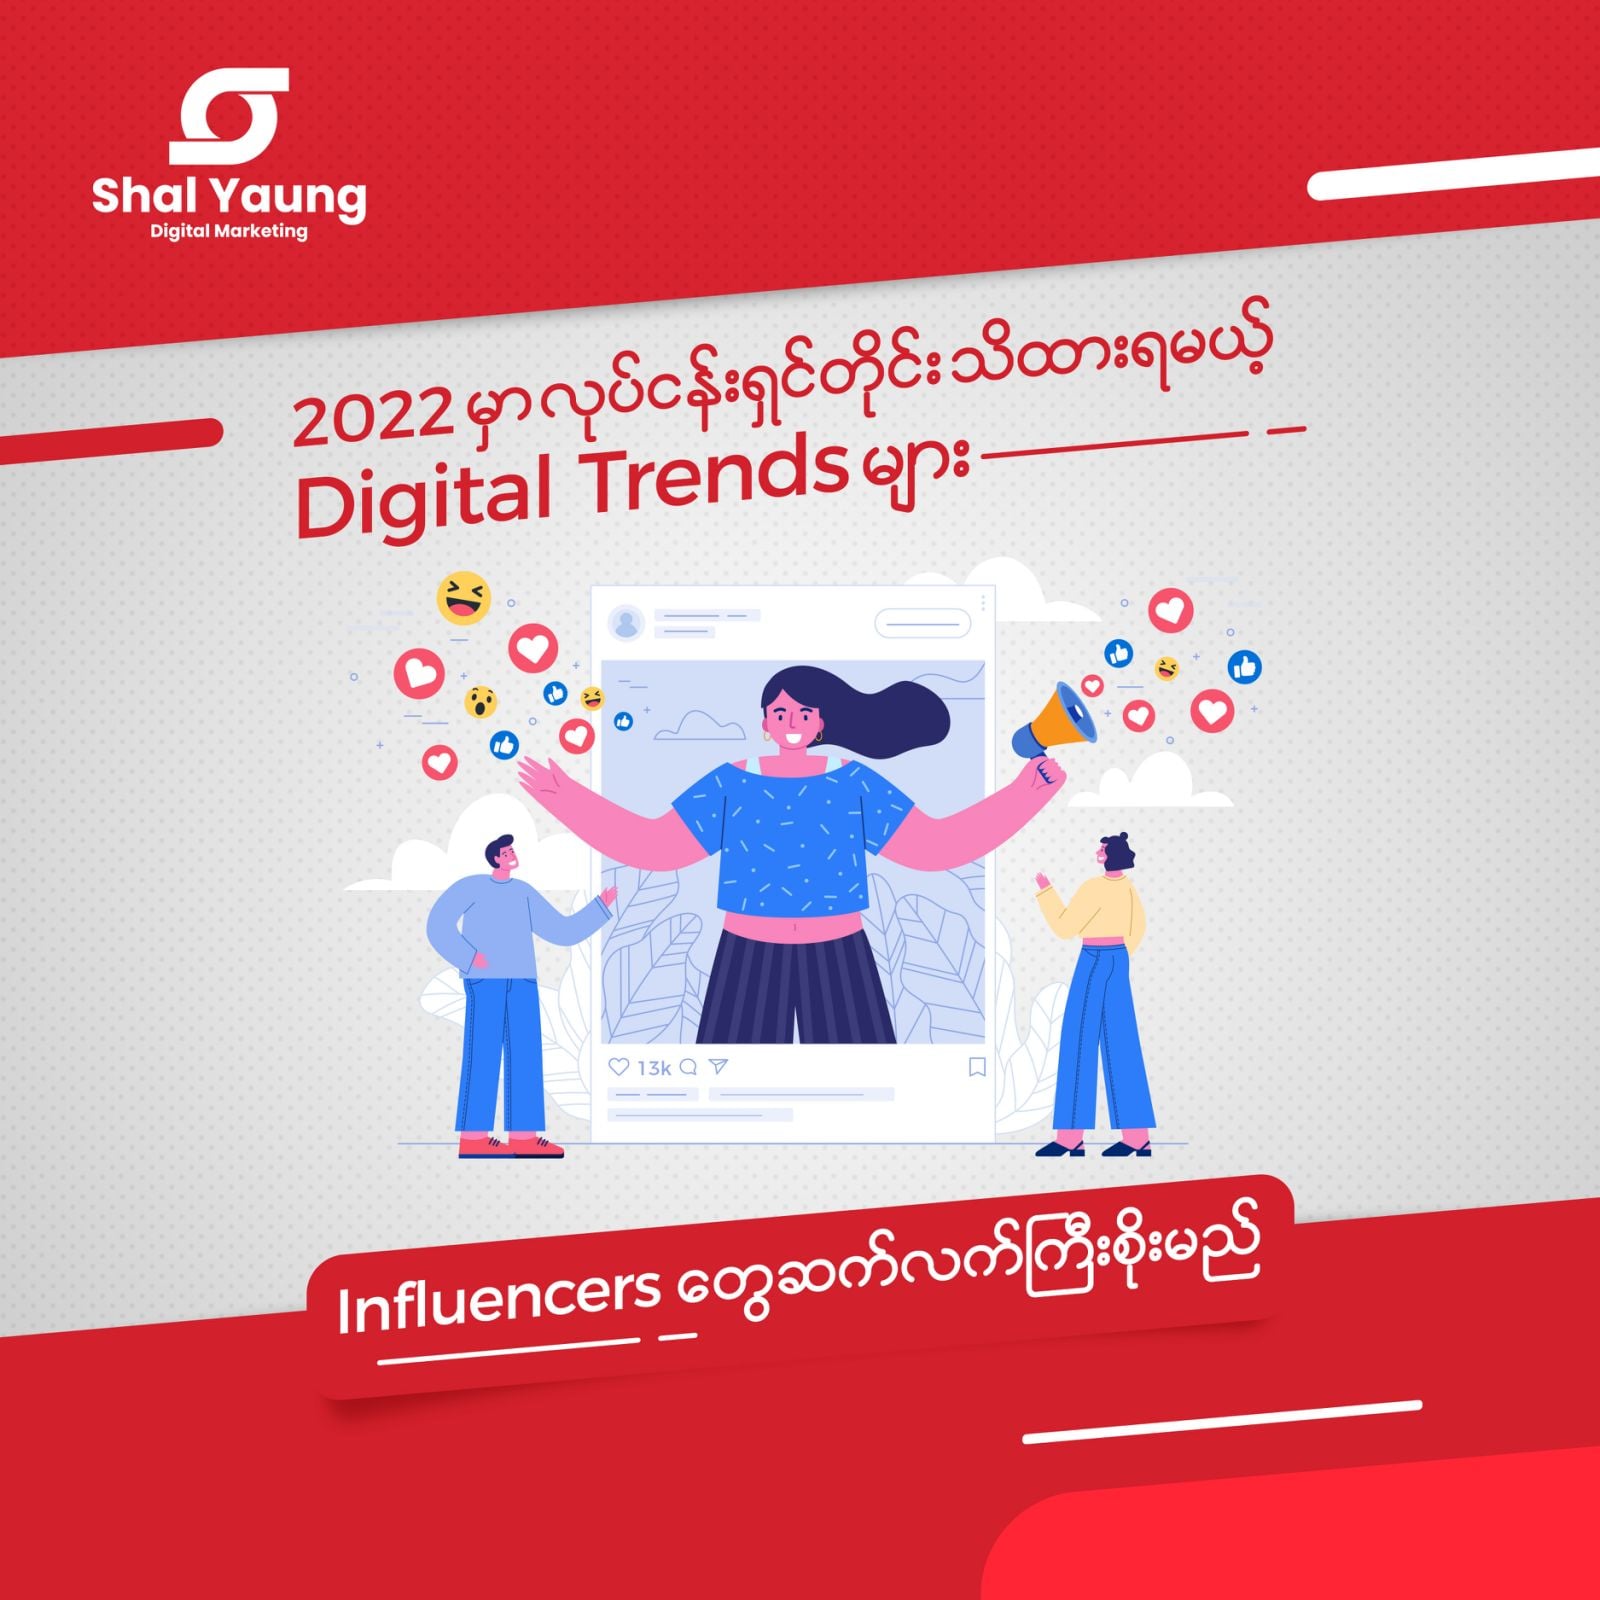 Shal Yaung
Digital Marketing
2022 မှာ လုပ်ငန်းရှင်တိုင်း သိထားရမယ့်
Digital Trends များ
13k
Influencers တွေဆက်လက်ကြီးစိုးမည်